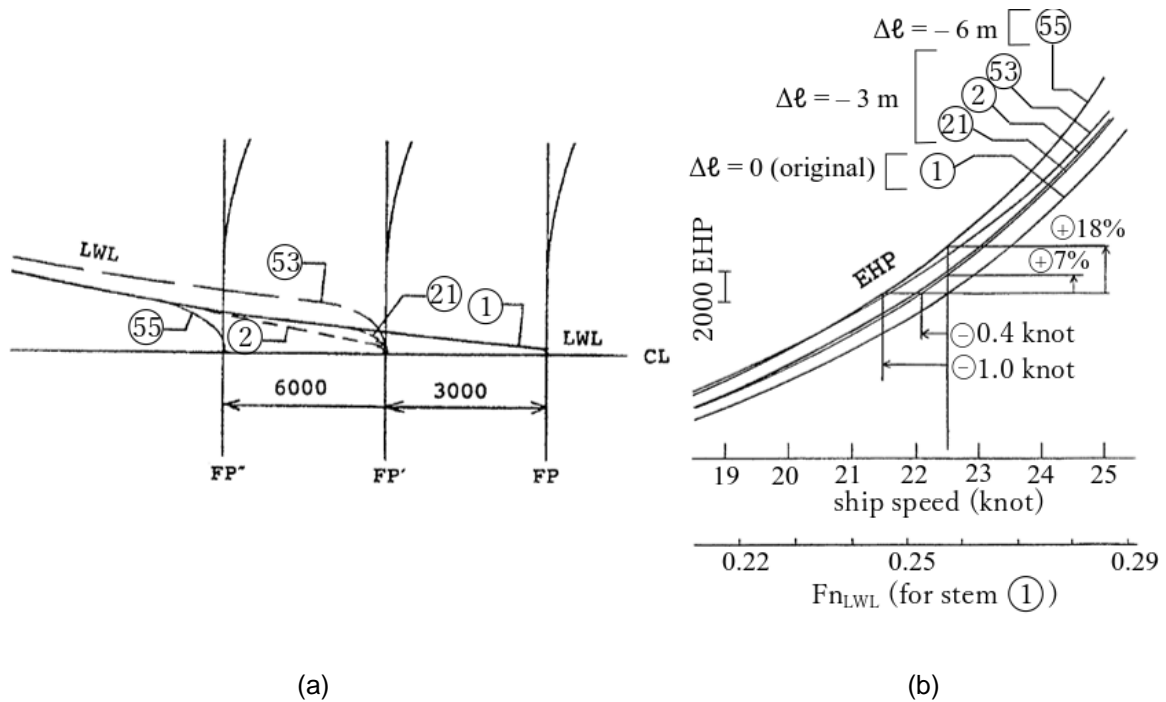 LWL
53
21
1
55
2
LWL
CL
6000
3000
FP″
FP′
FP
(a)
Δℓ = – 6 m
55
53
2
Δℓ = – 3 m
21
Δℓ = 0 (original)
1
+18%
+7%
EHP
2000 EHP
−0.4 knot
−1.0 knot
19 20 21 22 23 24 25
ship speed (knot)
0.22 0.25 0.29
FnLWL (for stem ①)
(b)